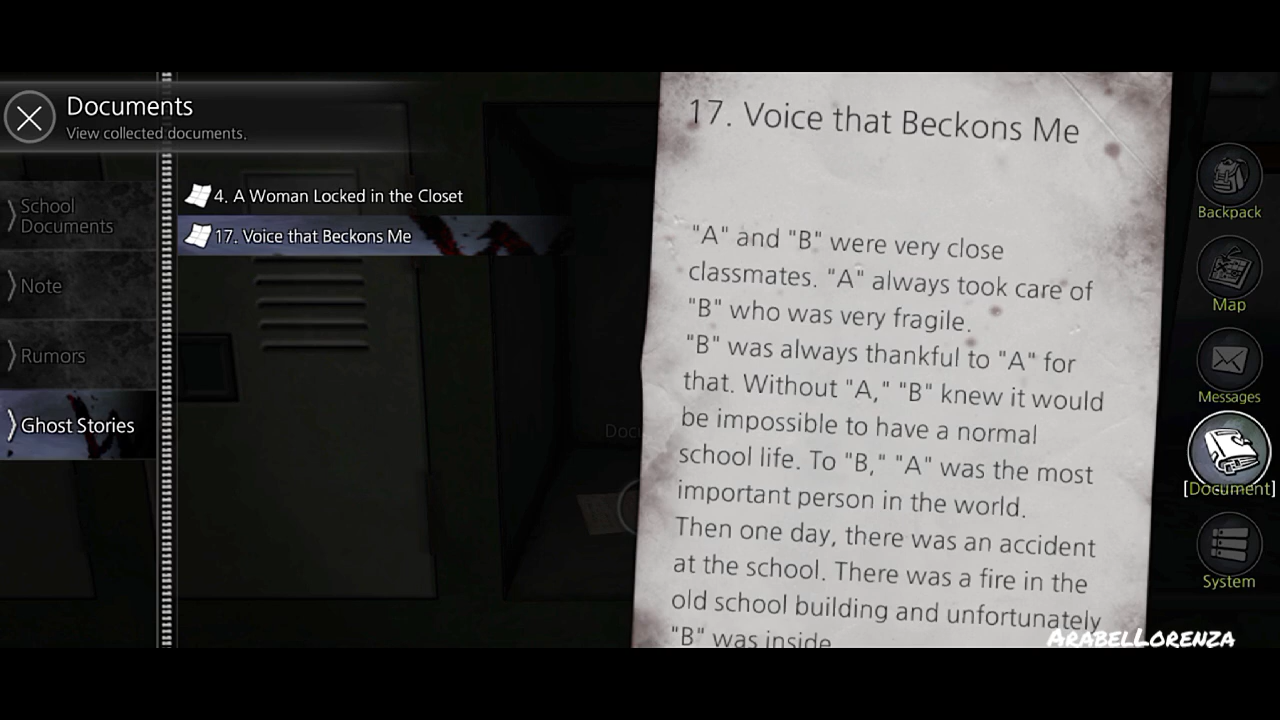 Documents
View collected documents.
School
Documents
Note
Rumors
Ghost Stories
4. A Woman Locked in the Closet
17. Voice that Beckons Me
17. Voice that Beckons Me
"A" and "B" were very close
classmates. "A" always took care of
"B" who was very fragile.
"B" was always thankful to "A" for
that. Without "A," "B" knew it would
be impossible to have a normal
school life. To "B," "A" was the most
important person in the world.
Then one day, there was an accident
at the school. There was a fire in the
old school building and unfortunately
"B" was inside
Backpack
Map
Messages
[Document]
System
ArabelLorenza